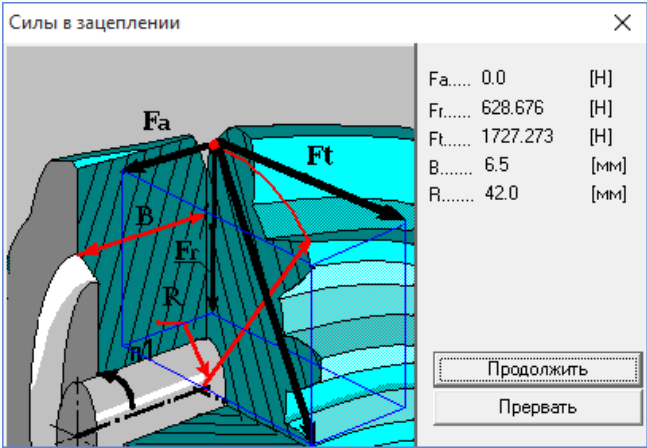 Силы в зацеплении
Fa..... 0.0 [Н]
Fr..... 628.676 [Н]
Ft..... 1727.273 [Н]
B....... 6.5 [мм]
R....... 42.0 [мм]
Fa
Ft
B
Fr
R
n1
Продолжить
Прервать